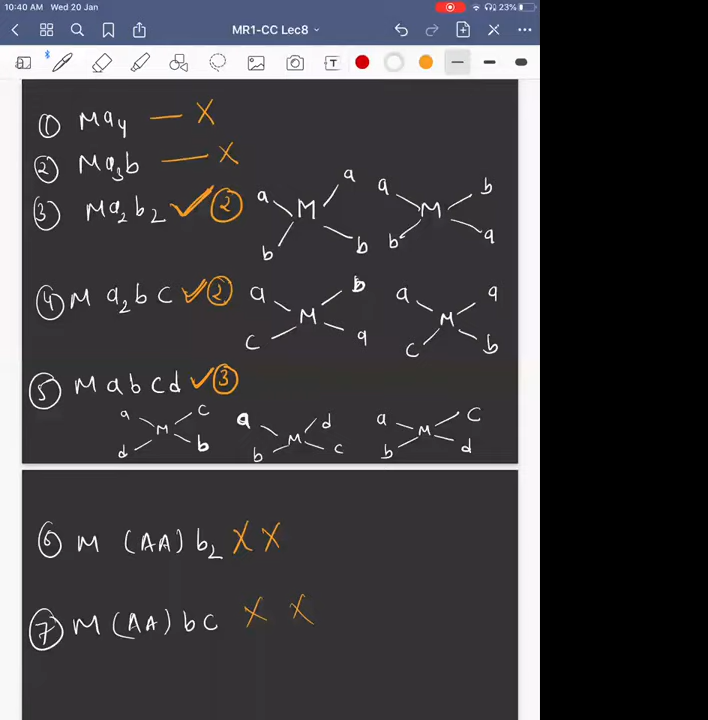 10:40 AM Wed 20 Jan 23%
MR1-CC Lec8
T
① Ma₄ — X
② Ma₃b — X
③ Ma₂b₂ ✓ ②
a a
M
b b
a b
M
b a
④ M a₂bc ✓ ②
a b
M
c a
a a
M
c b
⑤ Mabcd ✓ ③
a c
M
d b
a d
M
b c
a c
M
b d
⑥ M (AA) b₂ X X
⑦ M(AA) bc X X